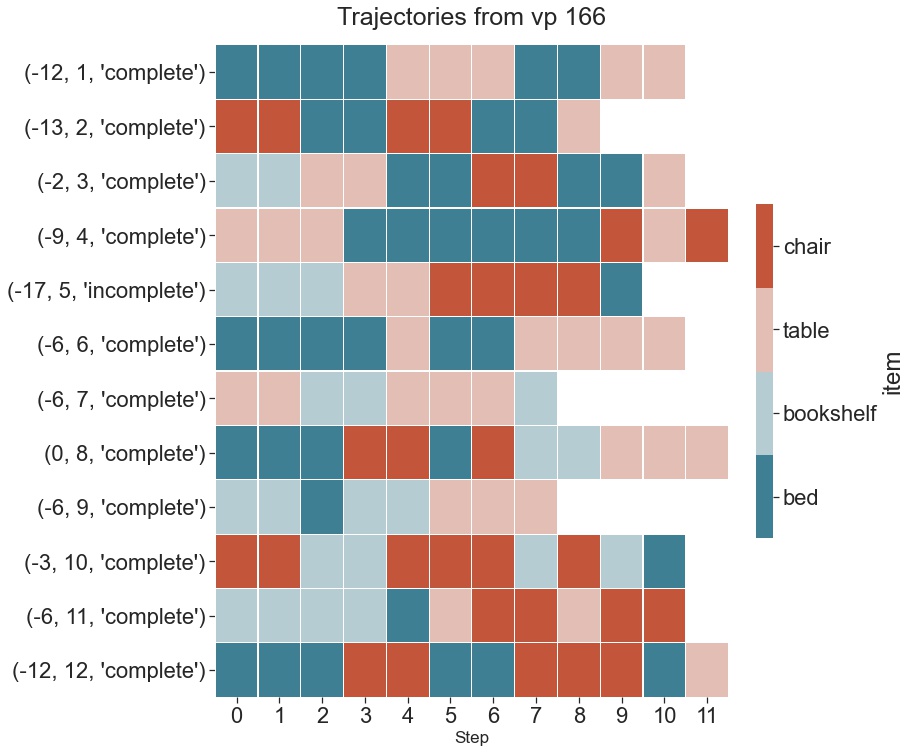 Trajectories from vp 166
(-12, 1, 'complete')
(-13, 2, 'complete')
(-2, 3, 'complete')
(-9, 4, 'complete')
(-17, 5, 'incomplete')
(-6, 6, 'complete')
(-6, 7, 'complete')
(0, 8, 'complete')
(-6, 9, 'complete')
(-3, 10, 'complete')
(-6, 11, 'complete')
(-12, 12, 'complete')
0 1 2 3 4 5 6 7 8 9 10 11
Step
chair
table
bookshelf
bed
item